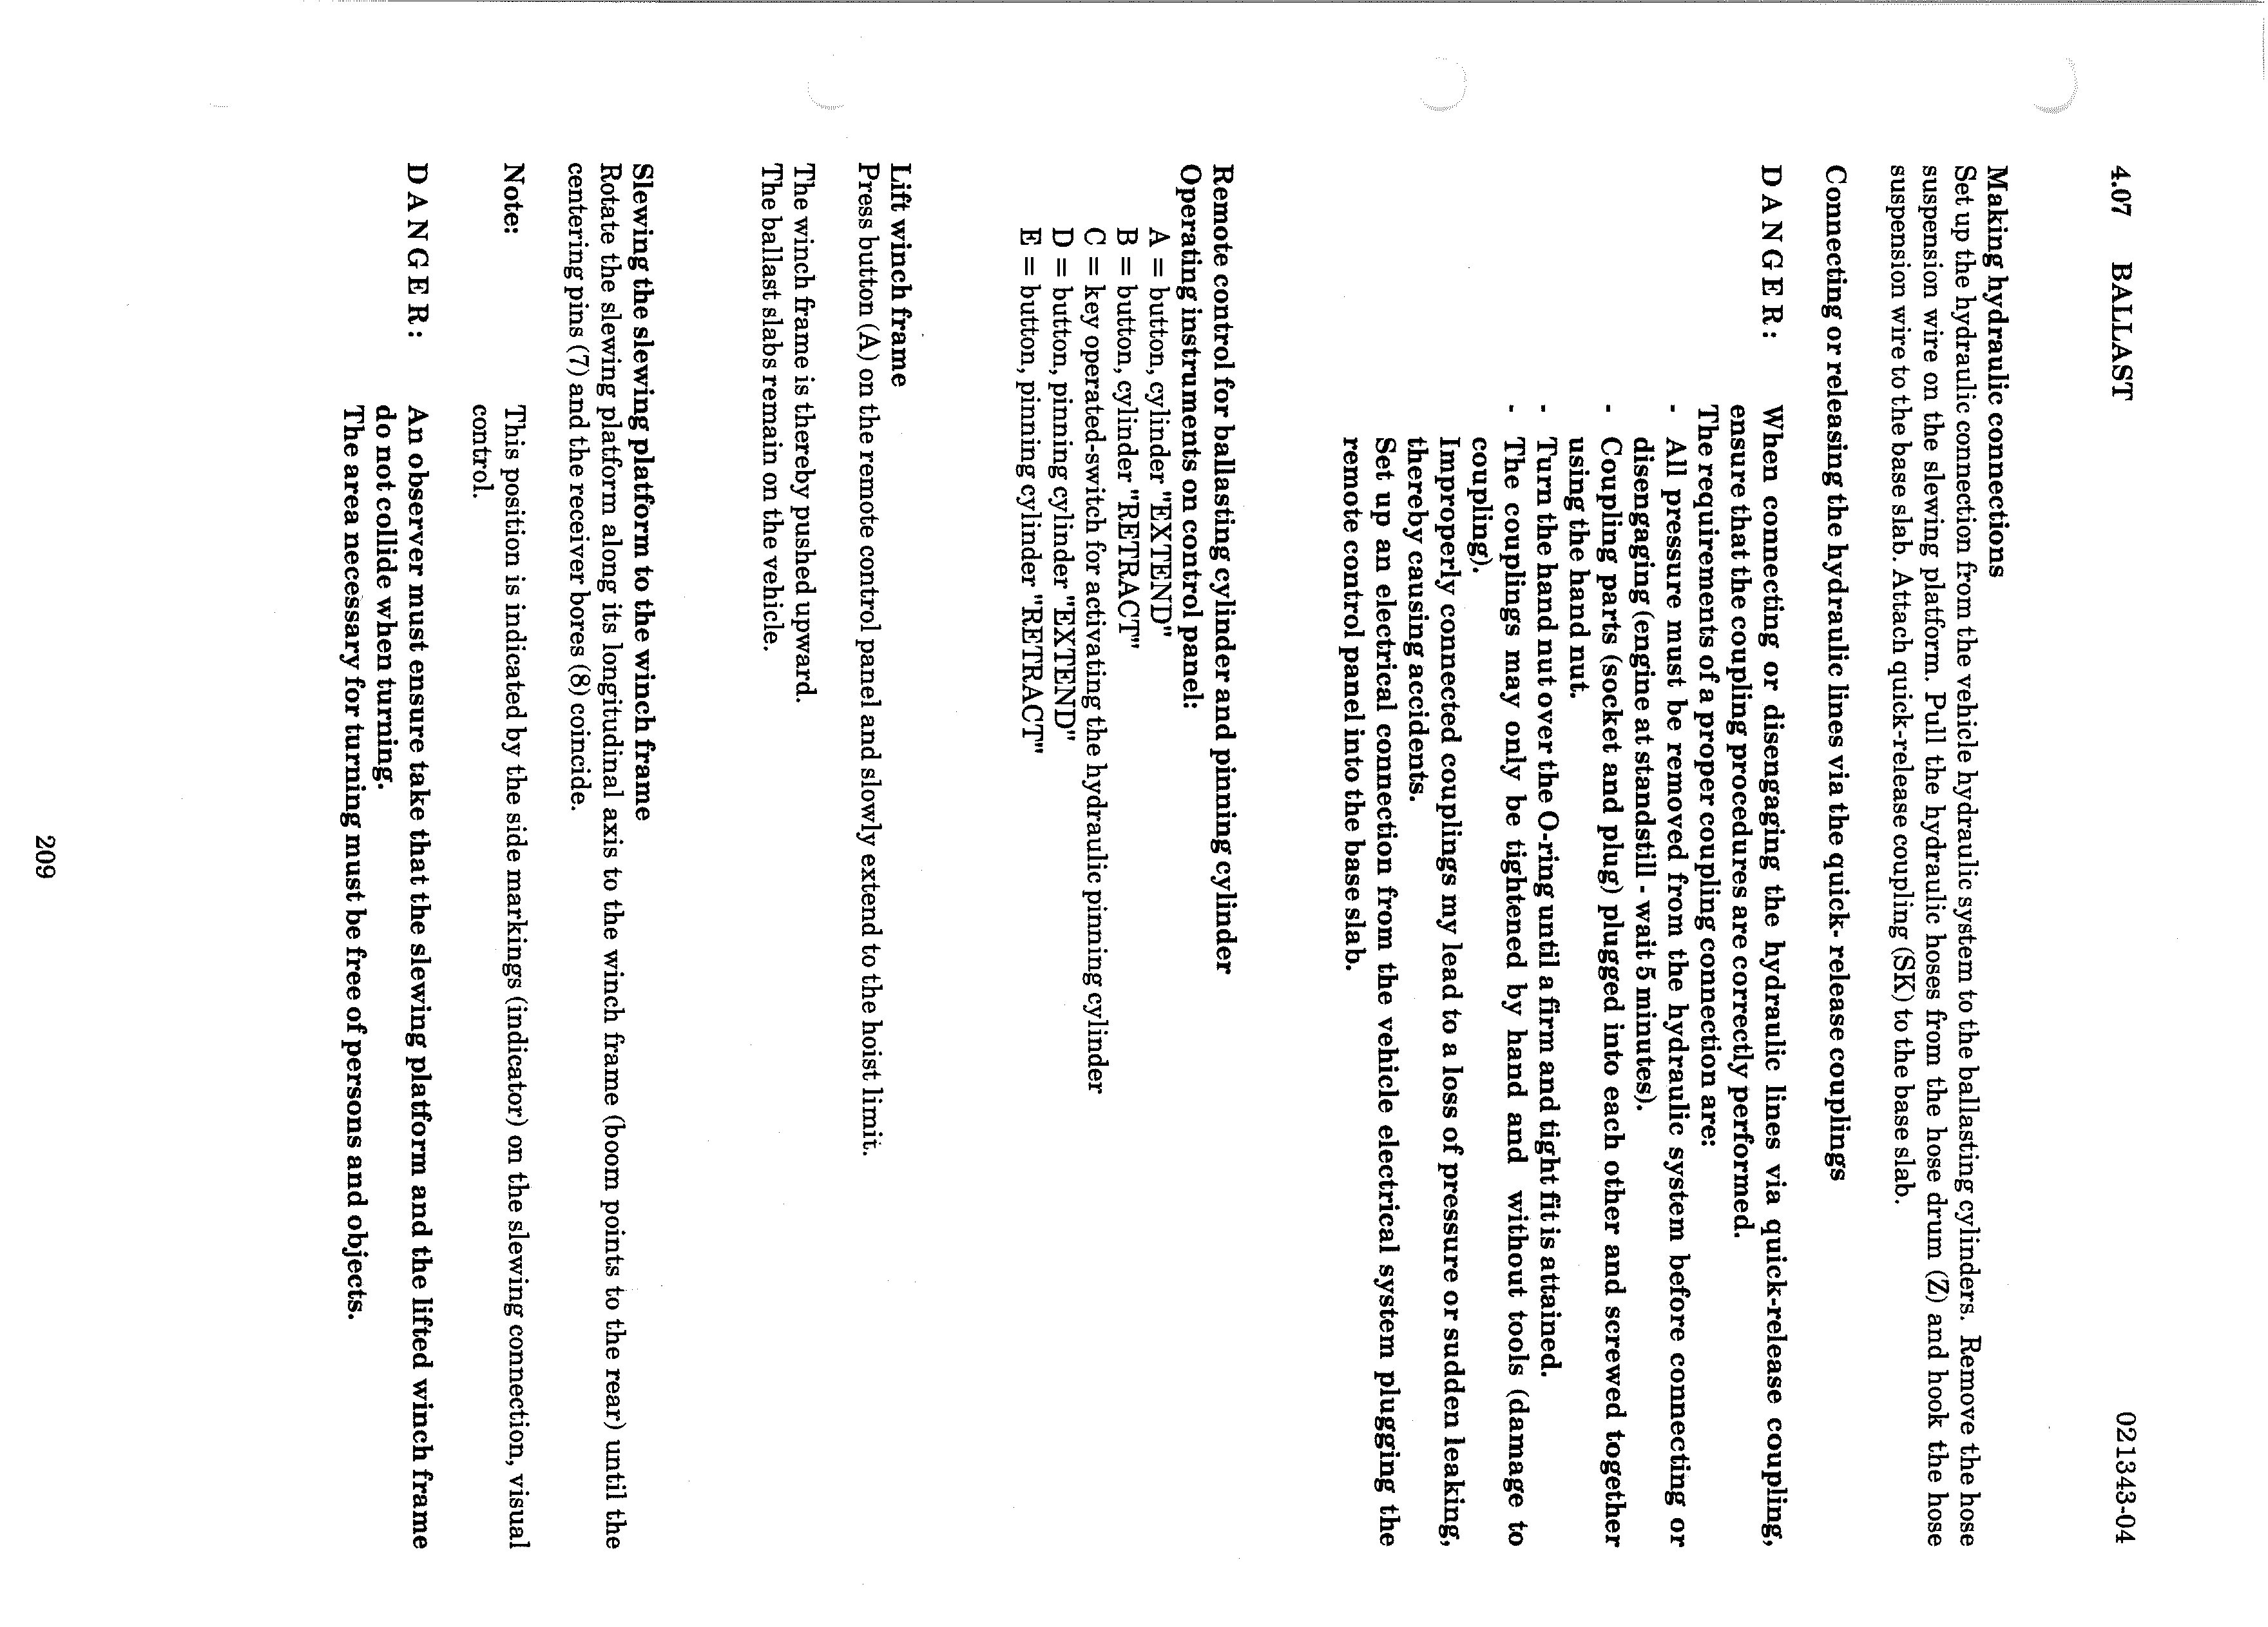 4.07 BALLAST 021343-04
Making hydraulic connections
Set up the hydraulic connection from the vehicle hydraulic system to the ballasting cylinders. Remove the hose
suspension wire on the slewing platform. Pull the hydraulic hoses from the hose drum (Z) and hook the hose
suspension wire to the base slab. Attach quick-release coupling (SK) to the base slab.
Connecting or releasing the hydraulic lines via the quick- release couplings
D A N G E R : When connecting or disengaging the hydraulic lines via quick-release coupling,
ensure that the coupling procedures are correctly performed.
The requirements of a proper coupling connection are:
- All pressure must be removed from the hydraulic system before connecting or
disengaging (engine at standstill - wait 5 minutes).
- Coupling parts (socket and plug) plugged into each other and screwed together
using the hand nut.
- Turn the hand nut over the O-ring until a firm and tight fit is attained.
- The couplings may only be tightened by hand and without tools (damage to
coupling).
Improperly connected couplings my lead to a loss of pressure or sudden leaking,
thereby causing accidents.
Set up an electrical connection from the vehicle electrical system plugging the
remote control panel into the base slab.
Remote control for ballasting cylinder and pinning cylinder
Operating instruments on control panel:
A = button, cylinder "EXTEND"
B = button, cylinder "RETRACT"
C = key operated-switch for activating the hydraulic pinning cylinder
D = button, pinning cylinder "EXTEND"
E = button, pinning cylinder "RETRACT"
Lift winch frame
Press button (A) on the remote control panel and slowly extend to the hoist limit.
The winch frame is thereby pushed upward.
The ballast slabs remain on the vehicle.
Slewing the slewing platform to the winch frame
Rotate the slewing platform along its longitudinal axis to the winch frame (boom points to the rear) until the
centering pins (7) and the receiver bores (8) coincide.
Note: This position is indicated by the side markings (indicator) on the slewing connection, visual
control.
D A N G E R : An observer must ensure take that the slewing platform and the lifted winch frame
do not collide when turning.
The area necessary for turning must be free of persons and objects.
209